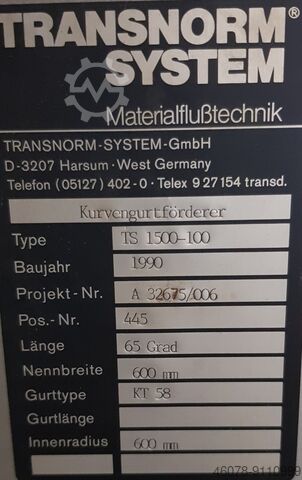 TRANSNORM®
SYSTEM
Materialflußtechnik
TRANSNORM-SYSTEM-GmbH
D-3207 Harsum·West Germany
Telefon (05127) 402-0·Telex 9 27 154 transd.
Kurvengurtförderer
Type TS 1500-100
Baujahr 1990
Projekt-Nr. A 32675/006
Pos.-Nr. 445
Länge 65 Grad
Nennbreite 600 mm
Gurttype KT 58
Gurtlänge
Innenradius 600 mm
46078-9110989